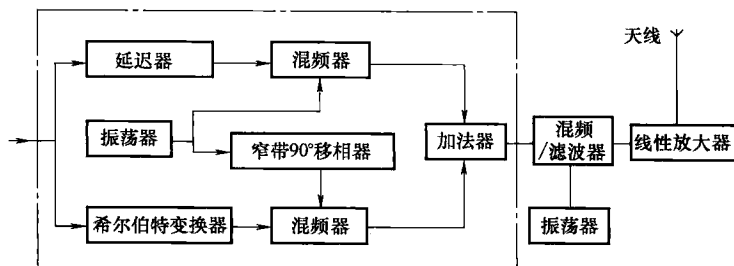 天线
延迟器
混频器
振荡器
窄带90°移相器
加法器
混频
/滤波器
线性放大器
希尔伯特变换器
混频器
振荡器